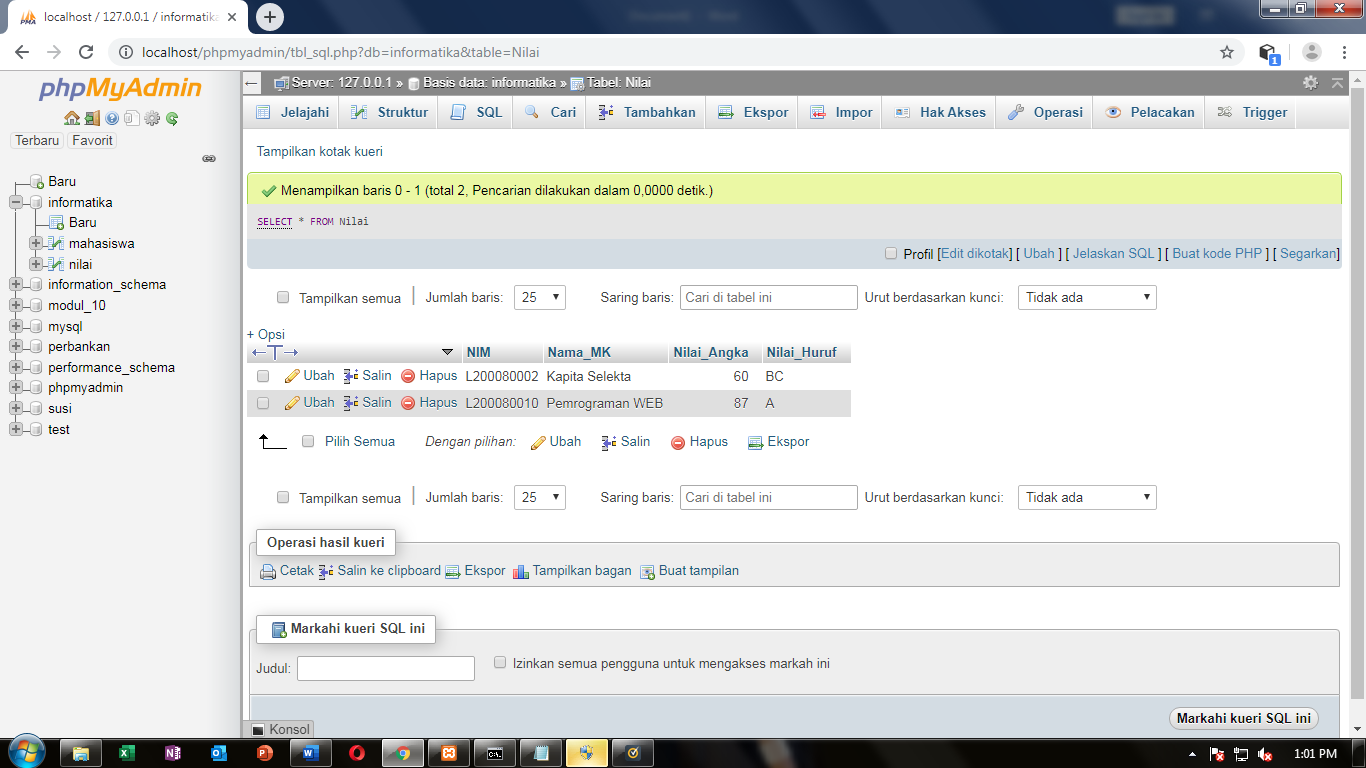 localhost / 127.0.0.1 / informatika
localhost/phpmyadmin/tbl_sql.php?db=informatika&table=Nilai
1
phpMyAdmin
Terbaru Favorit
Baru
informatika
Baru
mahasiswa
nilai
information_schema
modul_10
mysql
perbankan
performance_schema
phpmyadmin
susi
test
Server: 127.0.0.1 » Basis data: informatika » Tabel: Nilai
Jelajahi Struktur SQL Cari Tambahkan Ekspor Impor Hak Akses Operasi Pelacakan Trigger
Tampilkan kotak kueri
Menampilkan baris 0 - 1 (total 2, Pencarian dilakukan dalam 0,0000 detik.)
SELECT * FROM Nilai
Profil [Edit dikotak] [ Ubah ] [ Jelaskan SQL ] [ Buat kode PHP ] [ Segarkan]
Tampilkan semua | Jumlah baris: 25 Saring baris: Cari di tabel ini Urut berdasarkan kunci: Tidak ada
+ Opsi
←T→ NIM Nama_MK Nilai_Angka Nilai_Huruf
Ubah Salin Hapus L200080002 Kapita Selekta 60 BC
Ubah Salin Hapus L200080010 Pemrograman WEB 87 A
Pilih Semua Dengan pilihan: Ubah Salin Hapus Ekspor
Tampilkan semua | Jumlah baris: 25 Saring baris: Cari di tabel ini Urut berdasarkan kunci: Tidak ada
Operasi hasil kueri
Cetak Salin ke clipboard Ekspor Tampilkan bagan Buat tampilan
Markahi kueri SQL ini
Judul: Izinkan semua pengguna untuk mengakses markah ini
Markahi kueri SQL ini
Konsol
1:01 PM